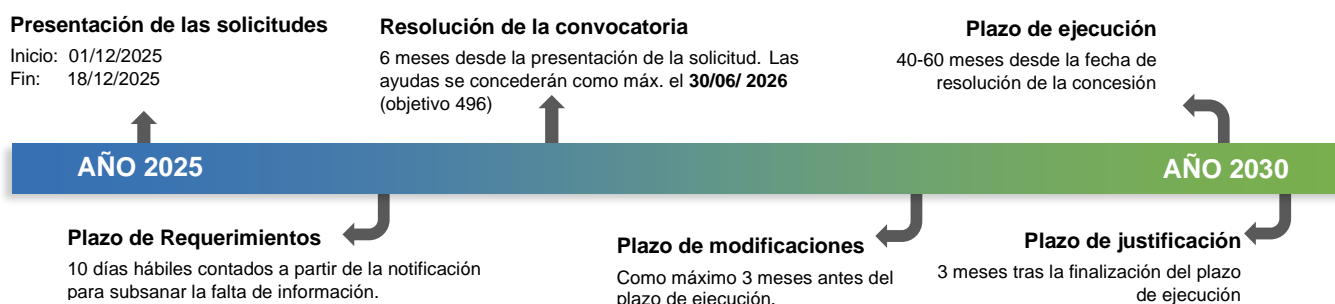 Presentación de las solicitudes
Inicio: 01/12/2025
Fin: 18/12/2025
Resolución de la convocatoria
6 meses desde la presentación de la solicitud. Las
ayudas se concederán como máx. el 30/06/ 2026
(objetivo 496)
Plazo de ejecución
40-60 meses desde la fecha de
resolución de la concesión
AÑO 2025
AÑO 2030
Plazo de Requerimientos
10 días hábiles contados a partir de la notificación
para subsanar la falta de información.
Plazo de modificaciones
Como máximo 3 meses antes del
plazo de ejecución.
Plazo de justificación
3 meses tras la finalización del plazo
de ejecución